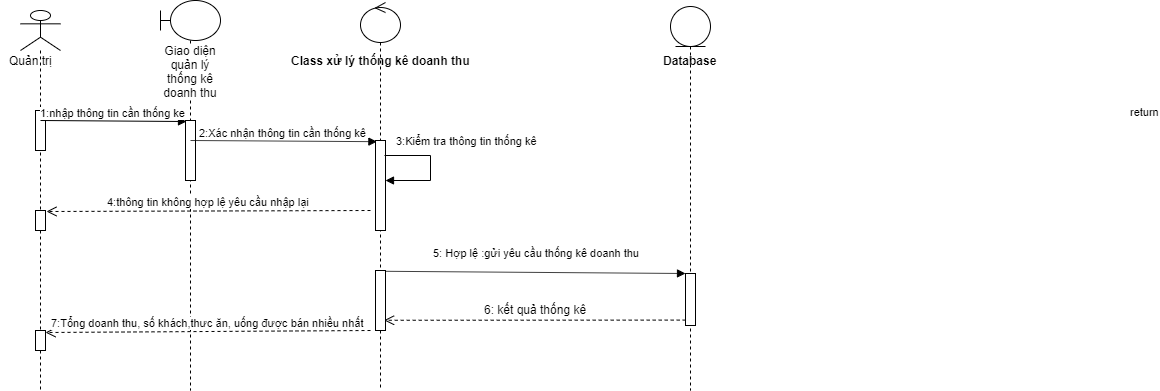 Quản trị
Giao diện
quản lý
thống kê
doanh thu
Class xử lý thống kê doanh thu
Database
1:nhập thông tin cần thống ke
return
2:Xác nhận thông tin cần thống kê
3:Kiểm tra thông tin thống kê
4:thông tin không hợp lệ yêu cầu nhập lại
5: Hợp lệ :gửi yêu cầu thống kê doanh thu
6: kết quả thống kê
7:Tổng doanh thu, số khách,thưc ăn, uống được bán nhiều nhất